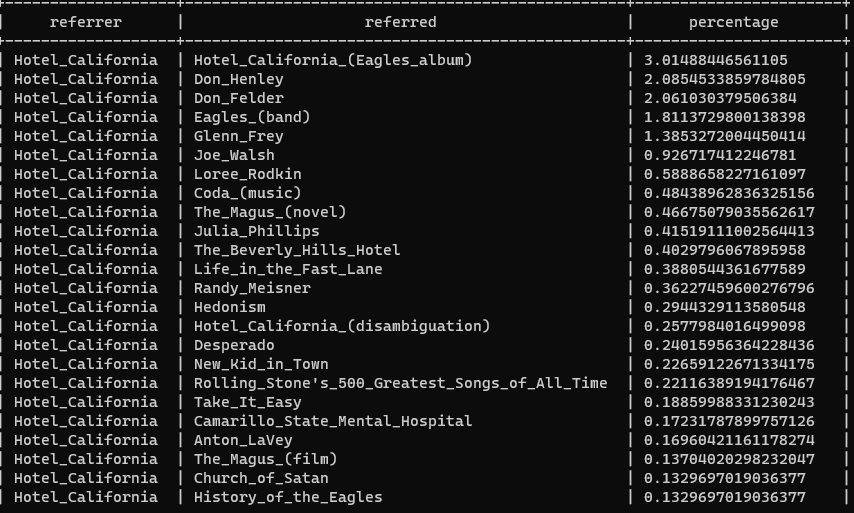 referrer | referred | percentage
Hotel_California | Hotel_California_(Eagles_album) | 3.01488446561105
Hotel_California | Don_Henley | 2.0854533859784805
Hotel_California | Don_Felder | 2.061030379506384
Hotel_California | Eagles_(band) | 1.8113729800138398
Hotel_California | Glenn_Frey | 1.3853272004450414
Hotel_California | Joe_Walsh | 0.926717412246781
Hotel_California | Loree_Rodkin | 0.5888658227161097
Hotel_California | Coda_(music) | 0.48438962836325156
Hotel_California | The_Magus_(novel) | 0.46675079035562617
Hotel_California | Julia_Phillips | 0.41519111002564413
Hotel_California | The_Beverly_Hills_Hotel | 0.4029796067895958
Hotel_California | Life_in_the_Fast_Lane | 0.3880544361677589
Hotel_California | Randy_Meisner | 0.36227459600276796
Hotel_California | Hedonism | 0.2944329113580548
Hotel_California | Hotel_California_(disambiguation) | 0.2577984016499098
Hotel_California | Desperado | 0.24015956364228436
Hotel_California | New_Kid_in_Town | 0.22659122671334175
Hotel_California | Rolling_Stone's_500_Greatest_Songs_of_All_Time | 0.22116389194176467
Hotel_California | Take_It_Easy | 0.18859988331230243
Hotel_California | Camarillo_State_Mental_Hospital | 0.17231787899757126
Hotel_California | Anton_LaVey | 0.16960421161178274
Hotel_California | The_Magus_(film) | 0.13704020298232047
Hotel_California | Church_of_Satan | 0.1329697019036377
Hotel_California | History_of_the_Eagles | 0.1329697019036377